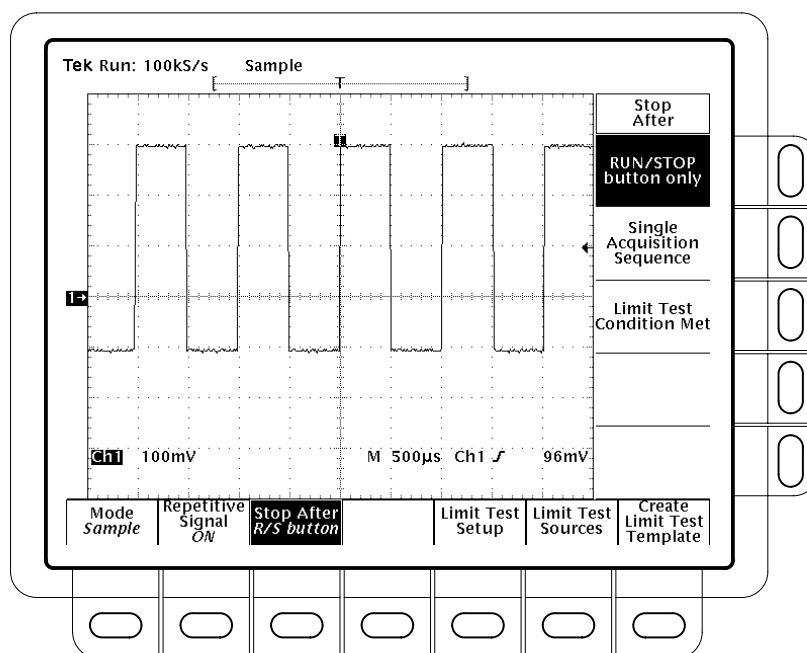 Tek Run: 100kS/s Sample
[ T ]
Stop
After
RUN/STOP
button only
Single
Acquisition
Sequence
Limit Test
Condition Met
1→
Ch1 100mV M 500µs Ch1 96mV
Mode
Sample
Repetitive
Signal
ON
Stop After
R/S button
Limit Test
Setup
Limit Test
Sources
Create
Limit Test
Template